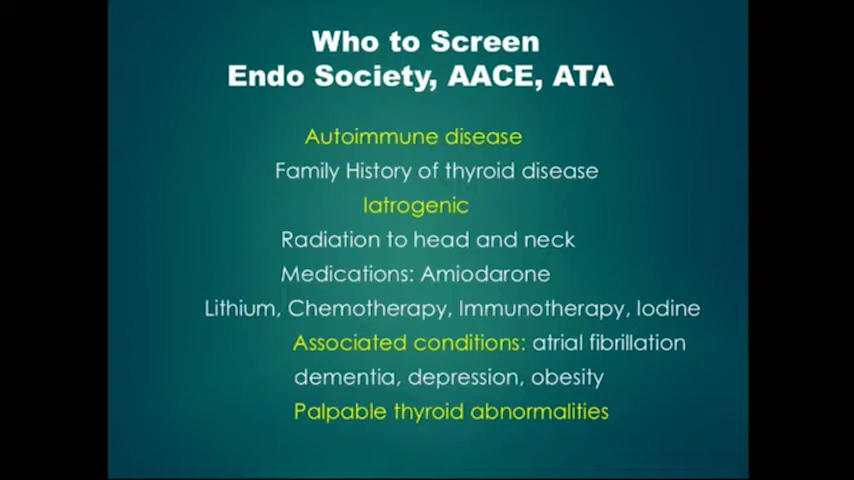 Who to Screen
Endo Society, AACE, ATA
Autoimmune disease
Family History of thyroid disease
Iatrogenic
Radiation to head and neck
Medications: Amiodarone
Lithium, Chemotherapy, Immunotherapy, Iodine
Associated conditions: atrial fibrillation
dementia, depression, obesity
Palpable thyroid abnormalities